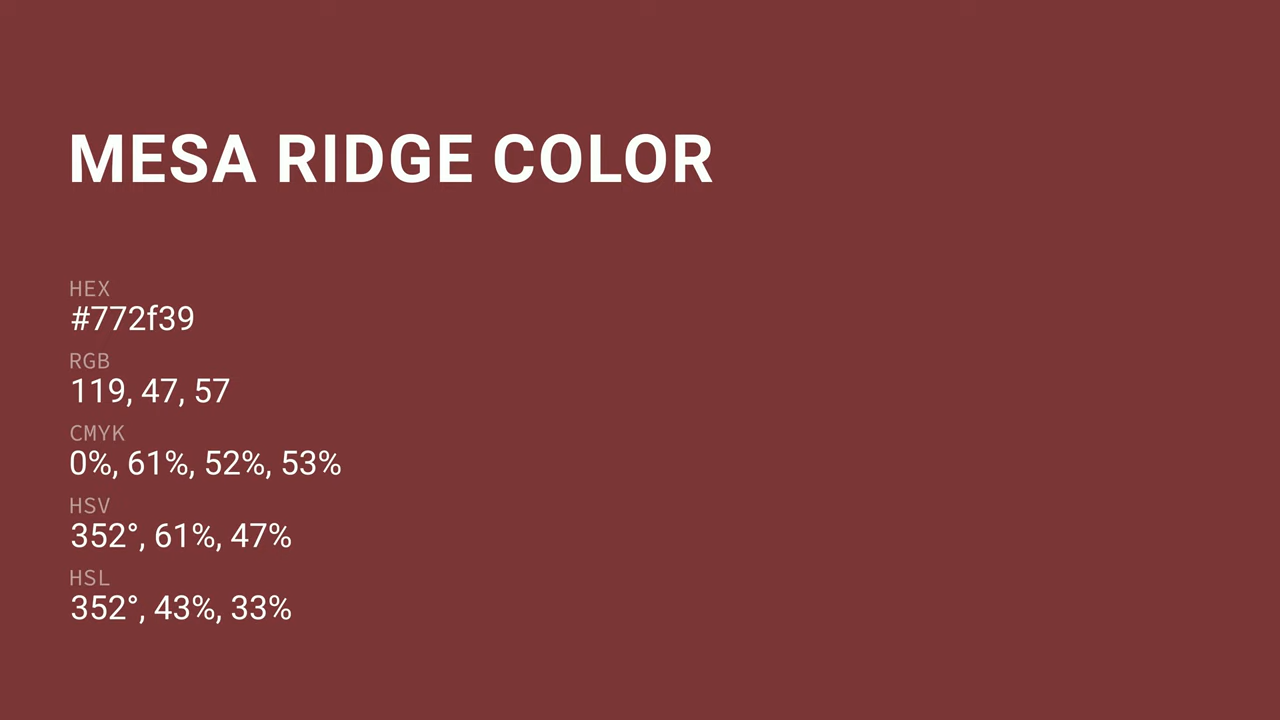 MESA RIDGE COLOR
HEX
#772f39
RGB
119, 47, 57
CMYK
0%, 61%, 52%, 53%
HSV
352°, 61%, 47%
HSL
352°, 43%, 33%